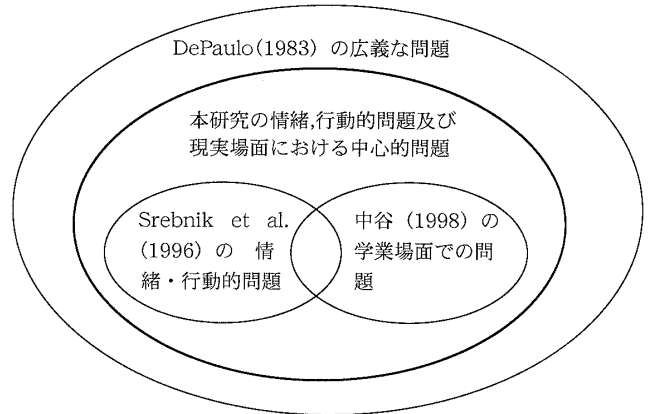 DePaulo(1983) の広義な問題
本研究の情緒,行動的問題及び
現実場面における中心的問題
Srebnik et al.
(1996) の 情
緒・行動的問題
中谷 (1998) の
学業場面での問
題